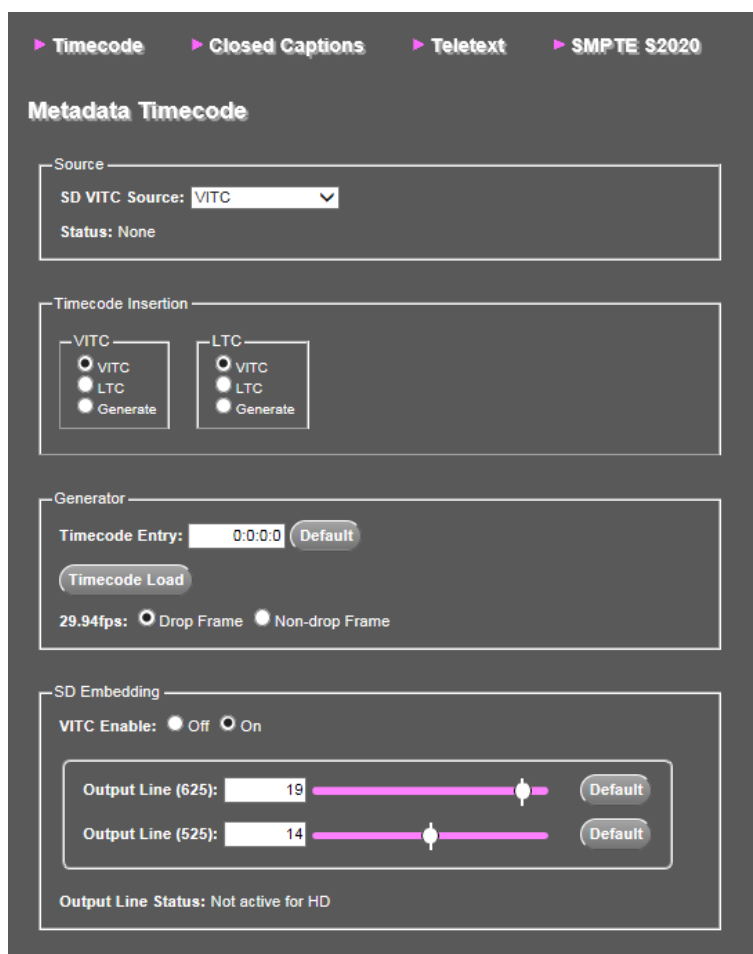 Timecode Closed Captions Teletext SMPTE S2020
Metadada Timecode
Source
SD VITC Source: VITC
Status: None
Timecode Insertion
VITC LTC
VITC VITC
LTC LTC
Generate Generate
Generator
Timecode Entry: 0:0:0:0 Default
Timecode Load
29.94fps: Drop Frame Non-drop Frame
SD Embedding
VITC Enable: Off On
Output Line (625): 19 Default
Output Line (525): 14 Default
Output Line Status: Not active for HD